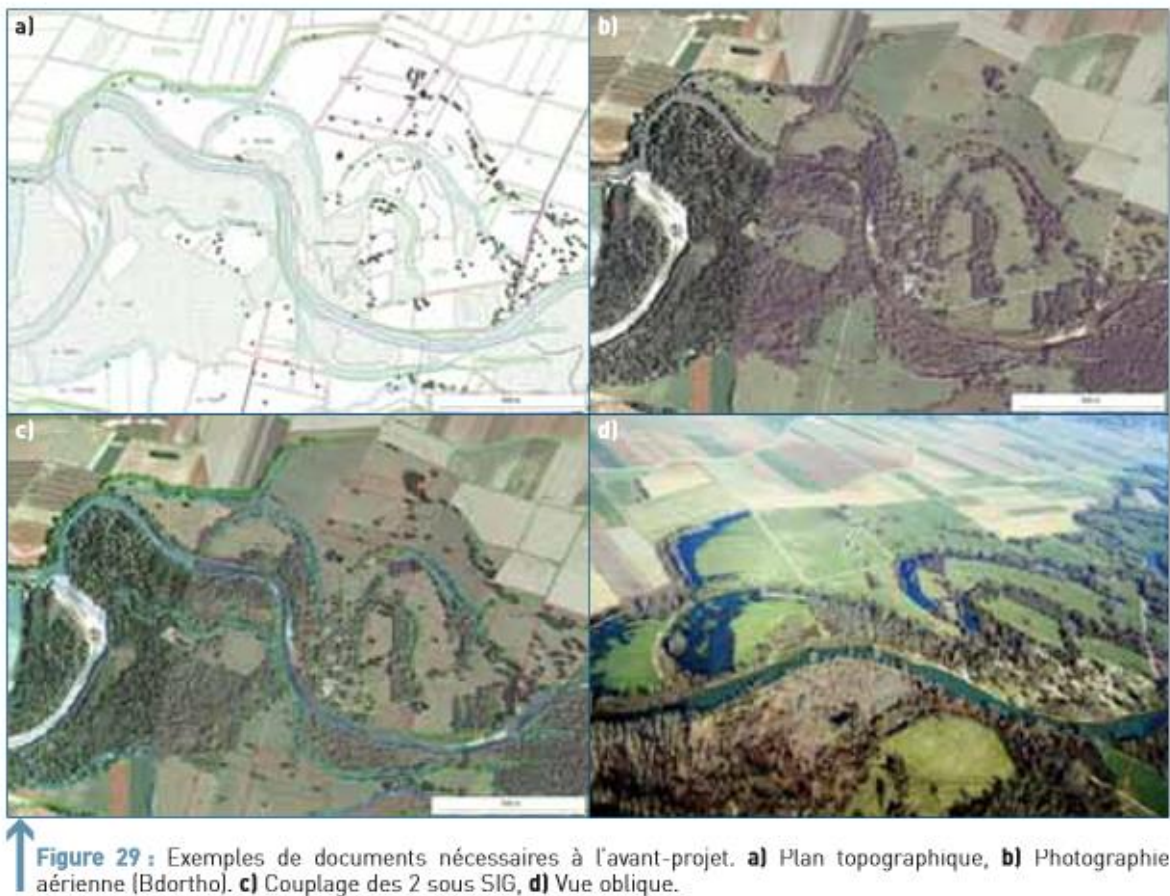 a)
b)
c)
d)
Figure 29 : Exemples de documents nécessaires à l'avant-projet. a) Plan topographique, b) Photographie
aérienne (Bdortho). c) Couplage des 2 sous SIG, d) Vue oblique.